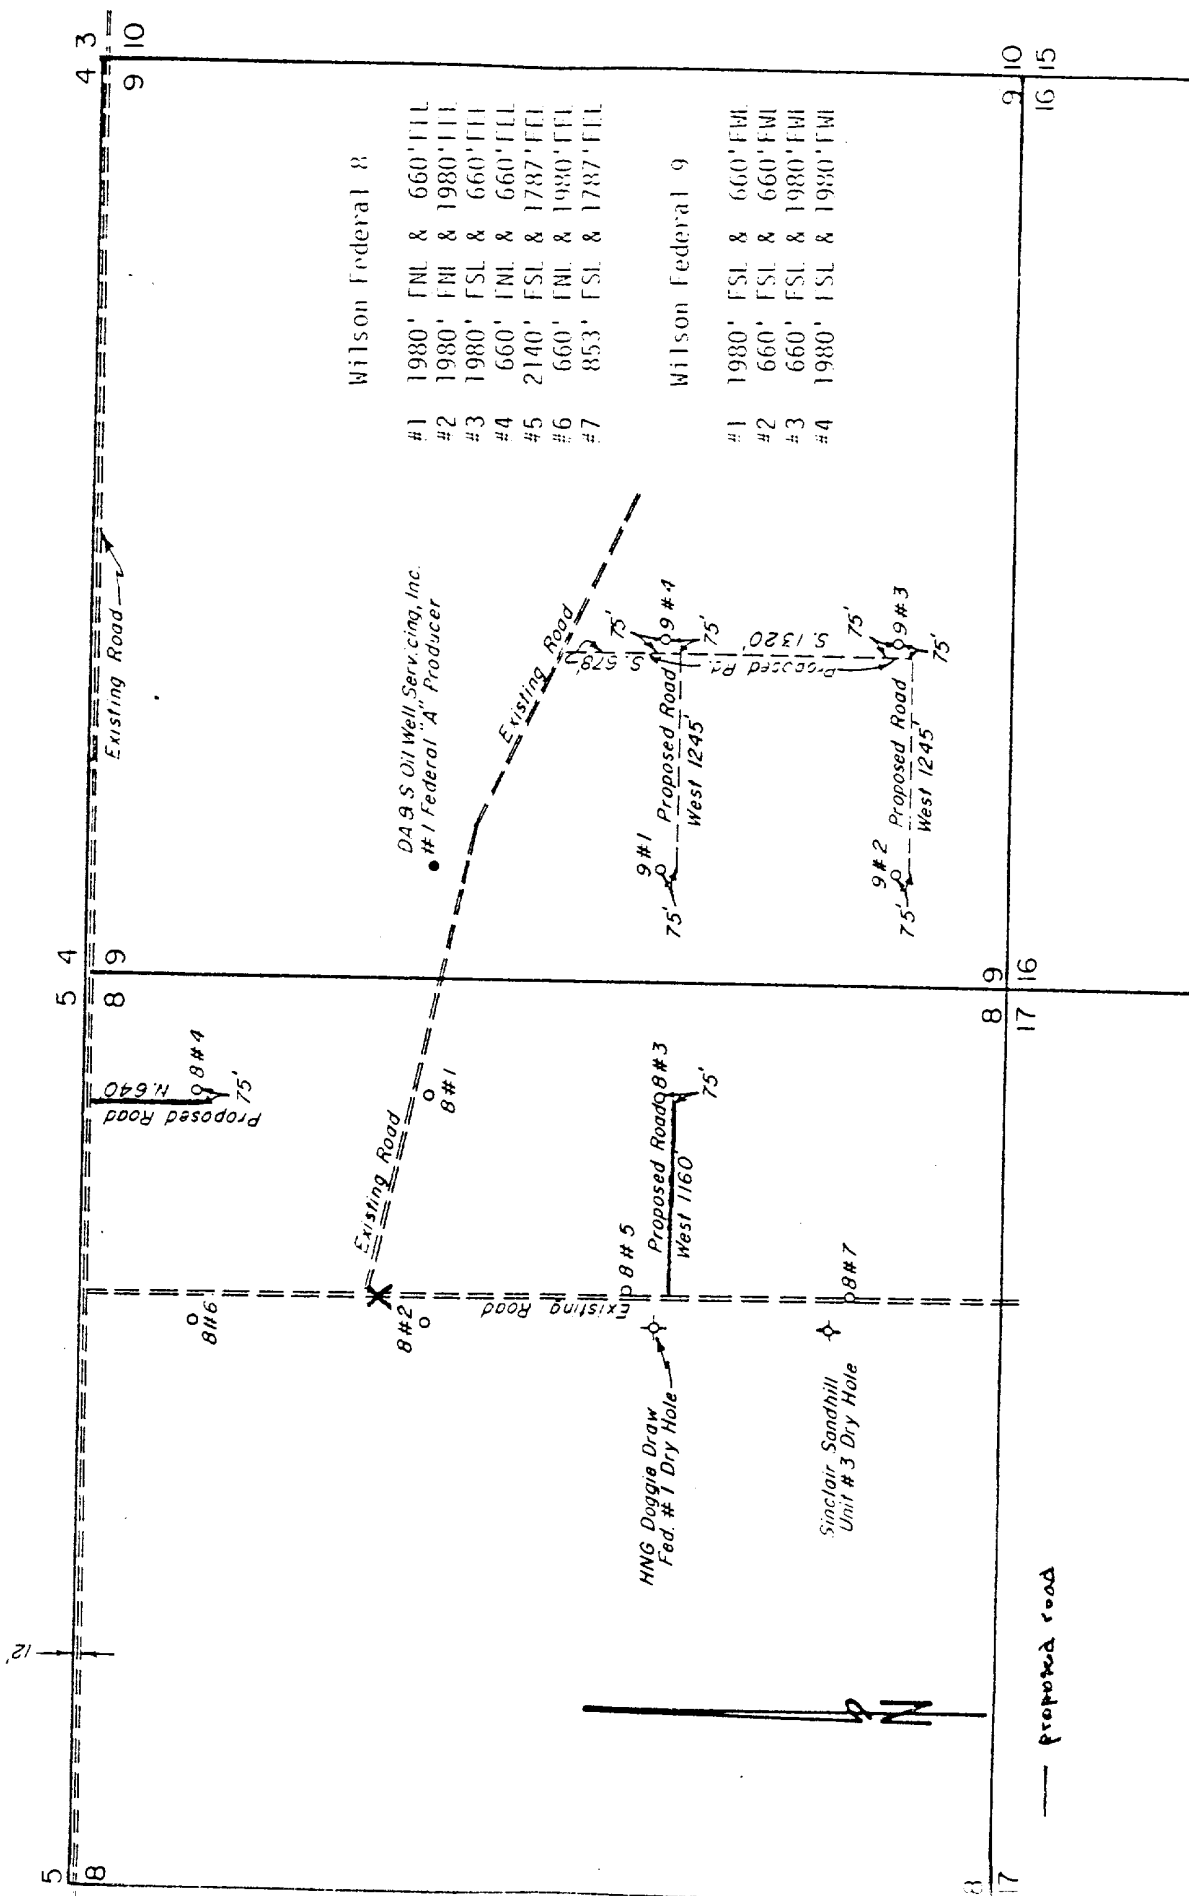 5
8
5
4
8
9
4
3
9
10
12'
Existing Road
Proposed Road
N.640
8#4
75'
8#6
Existing Road
8#2
8#1
DA&S Oil Well Servicing, Inc.
#1 Federal "A" Producer
Existing Road
Existing Road
8#5
Proposed Road
West 1160'
8#3
75'
HNG Doggie Draw
Fed. #1 Dry Hole
Sinclair Sandhill
Unit #3 Dry Hole
8#7
9#1
75'
Proposed Road
West 1245'
S. 678.2'
75'
9#4
75'
Proposed Rd.
S. 1320'
9#2
75'
Proposed Road
West 1245'
75'
9#3
75'
Wilson Federal 8
#1 1980' FNL & 660' FEL
#2 1980' FNL & 1980' FEL
#3 1980' FSL & 660' FEL
#4 660' FNL & 660' FEL
#5 2140' FSL & 1787' FEL
#6 660' FNL & 1980' FEL
#7 853' FSL & 1787' FEL
Wilson Federal 9
#1 1980' FSL & 660' FWL
#2 660' FSL & 660' FWL
#3 660' FSL & 1980' FWL
#4 1980' FSL & 1980' FWL
N
8
17
8
9
17
16
9
10
16
15
proposed road